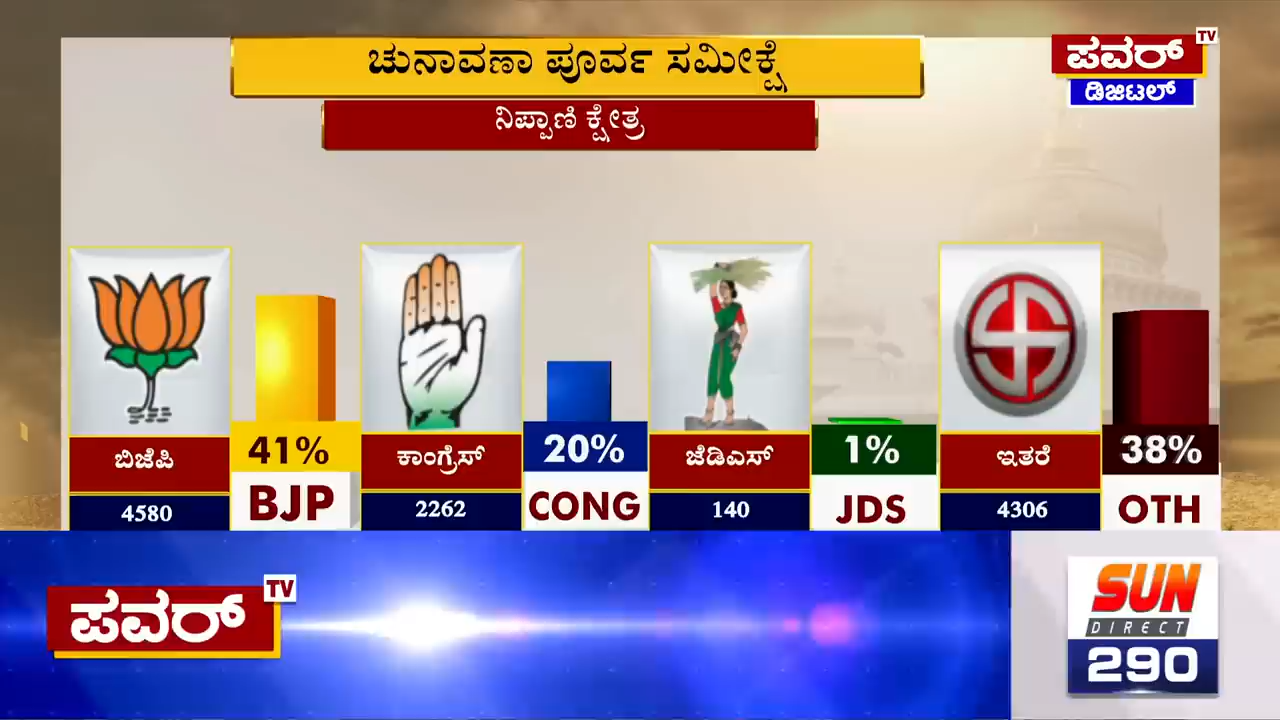 ಚುನಾವಣಾ ಪೂರ್ವ ಸಮೀಕ್ಷೆ
ನಿಪ್ಪಾಣಿ ಕ್ಷೇತ್ರ
ಪವರ್ TV
ಡಿಜಿಟಲ್
ಬಿಜೆಪಿ 41% ಕಾಂಗ್ರೆಸ್ 20% ಜೆಡಿಎಸ್ 1% ಇತರೆ 38%
4580 BJP 2262 CONG 140 JDS 4306 OTH
ಪವರ್ TV
SUN
DIRECT
290